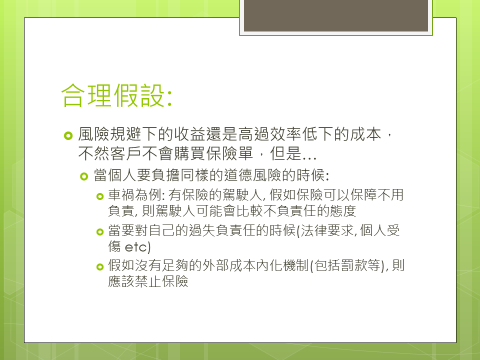 合理假設:
風險規避下的收益還是高過效率低下的成本，
不然客戶不會購買保險單，但是…
當個人要負擔同樣的道德風險的時候:
車禍為例: 有保險的駕駛人, 假如保險可以保障不用
負責, 則駕駛人可能會比較不負責任的態度
當要對自己的過失負責任的時候(法律要求, 個人受
傷 etc)
假如沒有足夠的外部成本內化機制(包括罰款等), 則
應該禁止保險